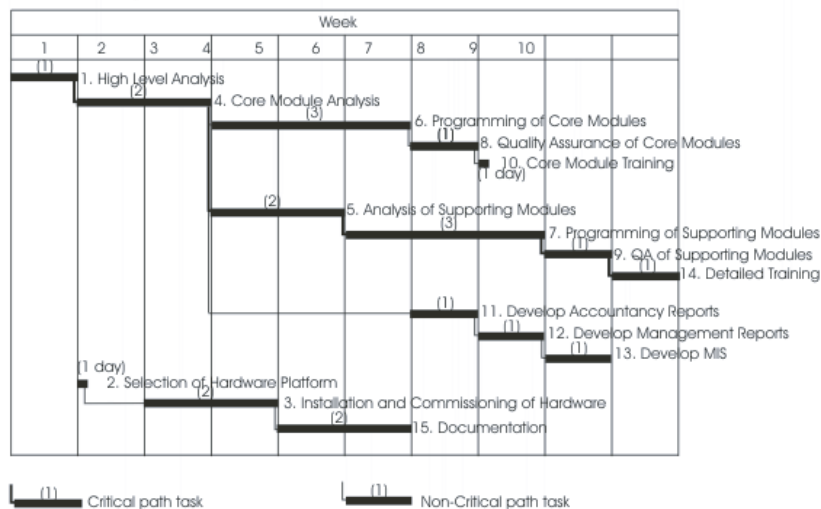 Week
1 2 3 4 5 6 7 8 9 10
(1)
1. High Level Analysis
(2)
4. Core Module Analysis
(3)
6. Programming of Core Modules
(1)
8. Quality Assurance of Core Modules
10. Core Module Training
(1 day)
(2)
5. Analysis of Supporting Modules
(3)
7. Programming of Supporting Modules
(1)
9. QA of Supporting Modules
(1)
14. Detailed Training
(1)
11. Develop Accountancy Reports
(1)
12. Develop Management Reports
(1)
13. Develop MIS
(1 day)
2. Selection of Hardware Platform
(2)
3. Installation and Commissioning of Hardware
(2)
15. Documentation
(1)
Critical path task
(1)
Non-Critical path task